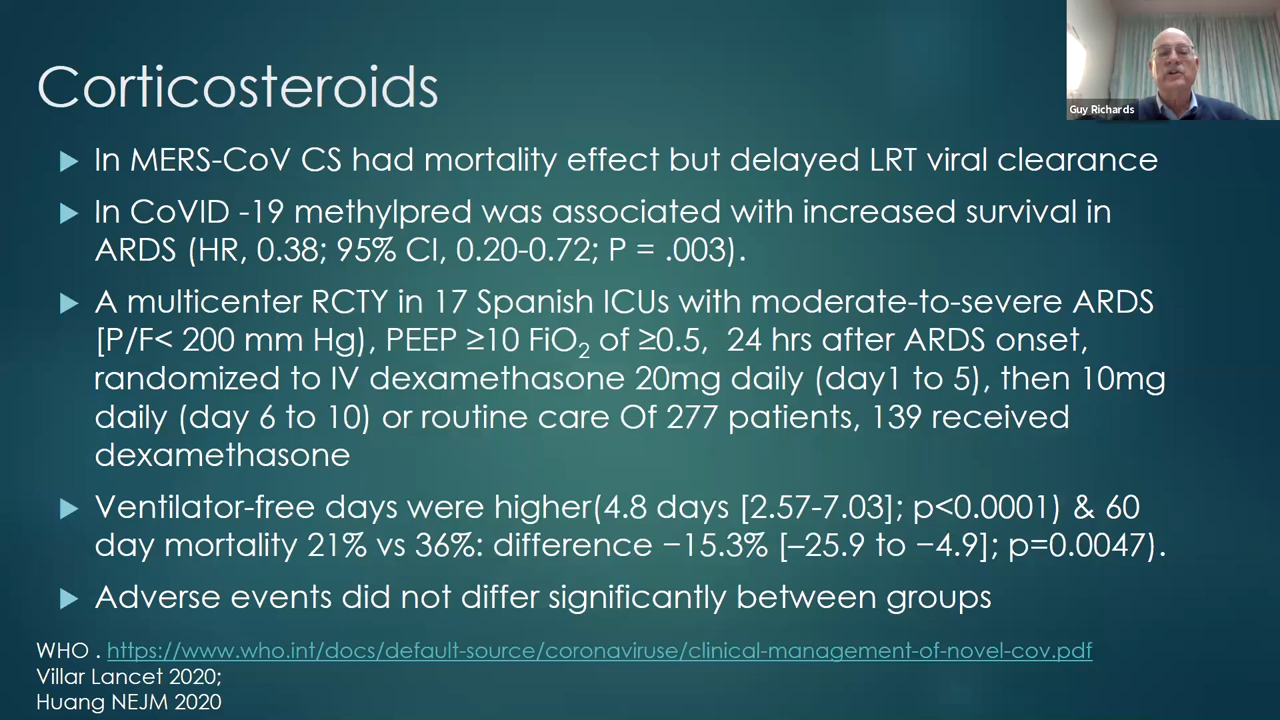 Corticosteroids
Guy Richards
In MERS-CoV CS had mortality effect but delayed LRT viral clearance
In CoVID -19 methylpred was associated with increased survival in
ARDS (HR, 0.38; 95% CI, 0.20-0.72; P = .003).
A multicenter RCTY in 17 Spanish ICUs with moderate-to-severe ARDS
[P/F< 200 mm Hg), PEEP ≥10 FiO₂ of ≥0.5,  24 hrs after ARDS onset,
randomized to IV dexamethasone 20mg daily (day1 to 5), then 10mg
daily (day 6 to 10) or routine care Of 277 patients, 139 received
dexamethasone
Ventilator-free days were higher(4.8 days [2.57-7.03]; p<0.0001) & 60
day mortality 21% vs 36%: difference −15.3% [–25.9 to −4.9]; p=0.0047).
Adverse events did not differ significantly between groups
WHO . https://www.who.int/docs/default-source/coronaviruse/clinical-management-of-novel-cov.pdf
Villar Lancet 2020;
Huang NEJM 2020